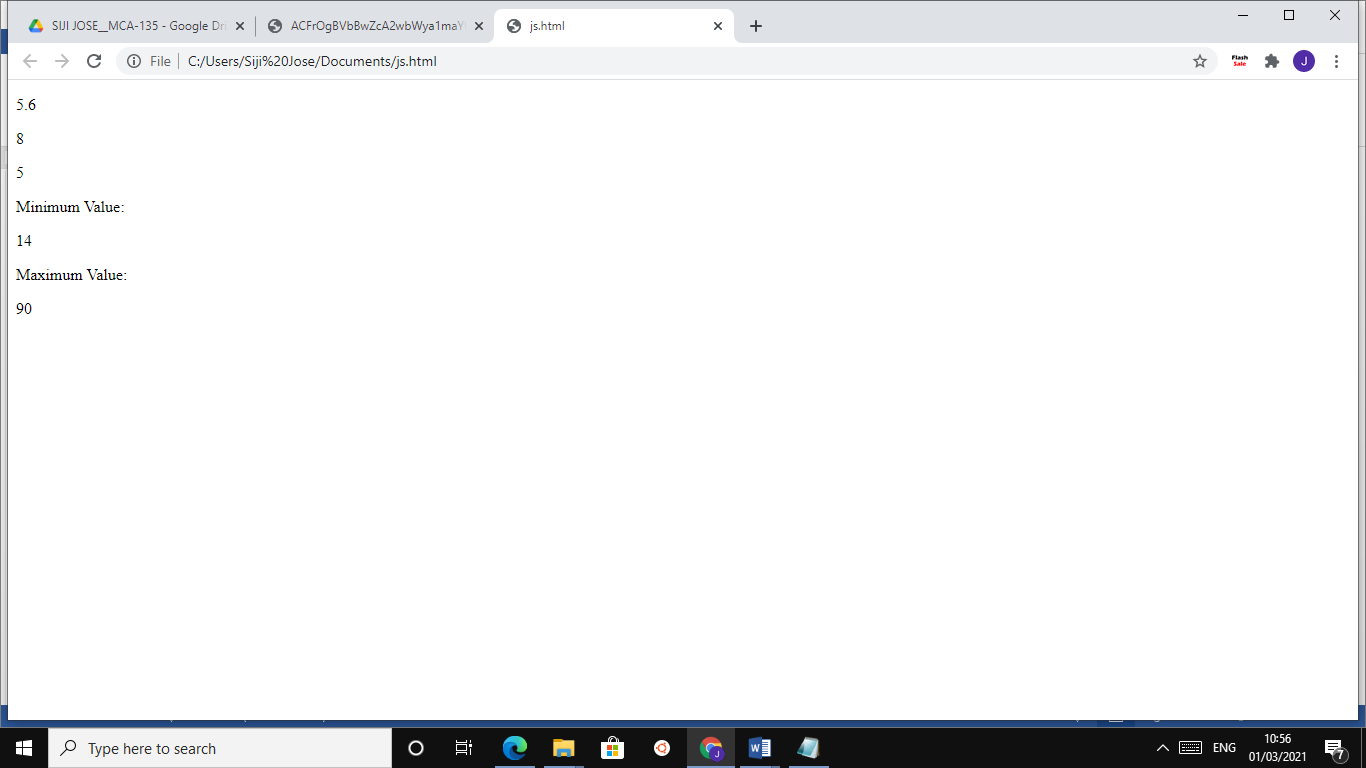 SIJI JOSE__MCA-135 - Google Dr
ACFrOgBVbBwZcA2wbWya1maY
js.html
File
C:/Users/Siji%20Jose/Documents/js.html
Flash
Sale
J
5.6
8
5
Minimum Value:
14
Maximum Value:
90
Type here to search
J
ENG
10:56
01/03/2021
7